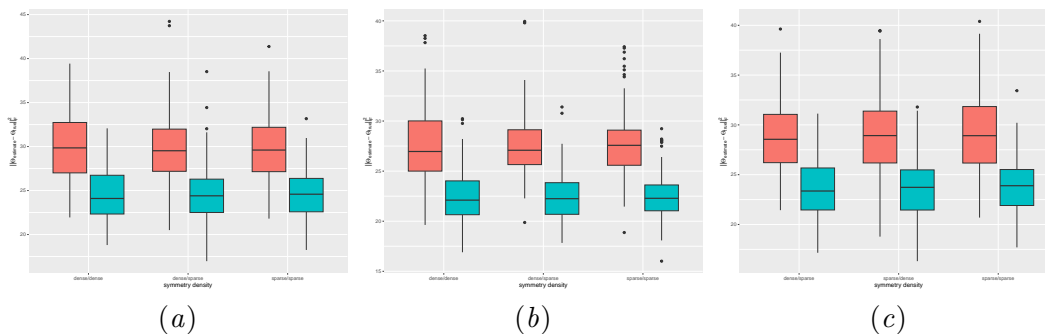 45
40
35
30
25
20
dense/dense
dense/sparse
sparse/sparse
symmetry density
(a)
40
35
30
25
20
15
dense/dense
dense/sparse
sparse/sparse
symmetry density
(b)
40
35
30
25
20
dense/sparse
sparse/dense
sparse/sparse
symmetry density
(c)